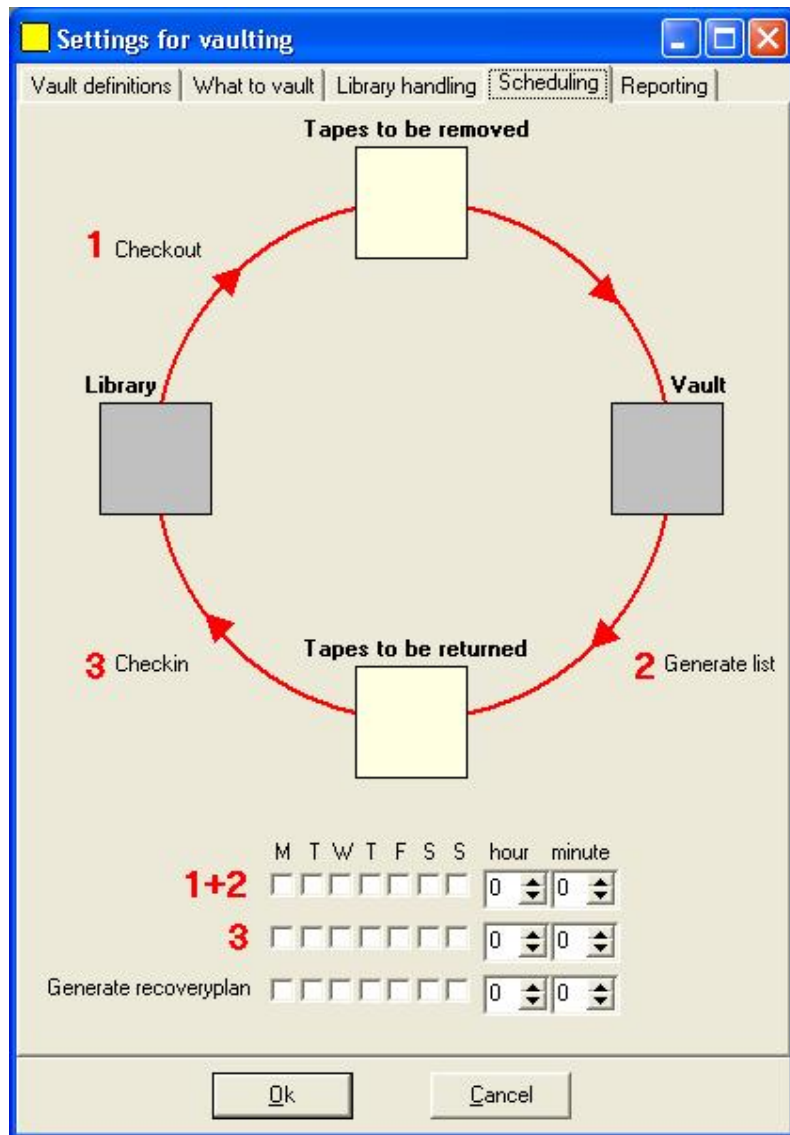 Settings for vaulting
Vault definitions What to vault Library handling Scheduling Reporting
Tapes to be removed
1 Checkout
Library
Vault
3 Checkin
Tapes to be returned
2 Generate list
M T W T F S S hour minute
1+2 0 0
3 0 0
Generate recoveryplan 0 0
Ok Cancel